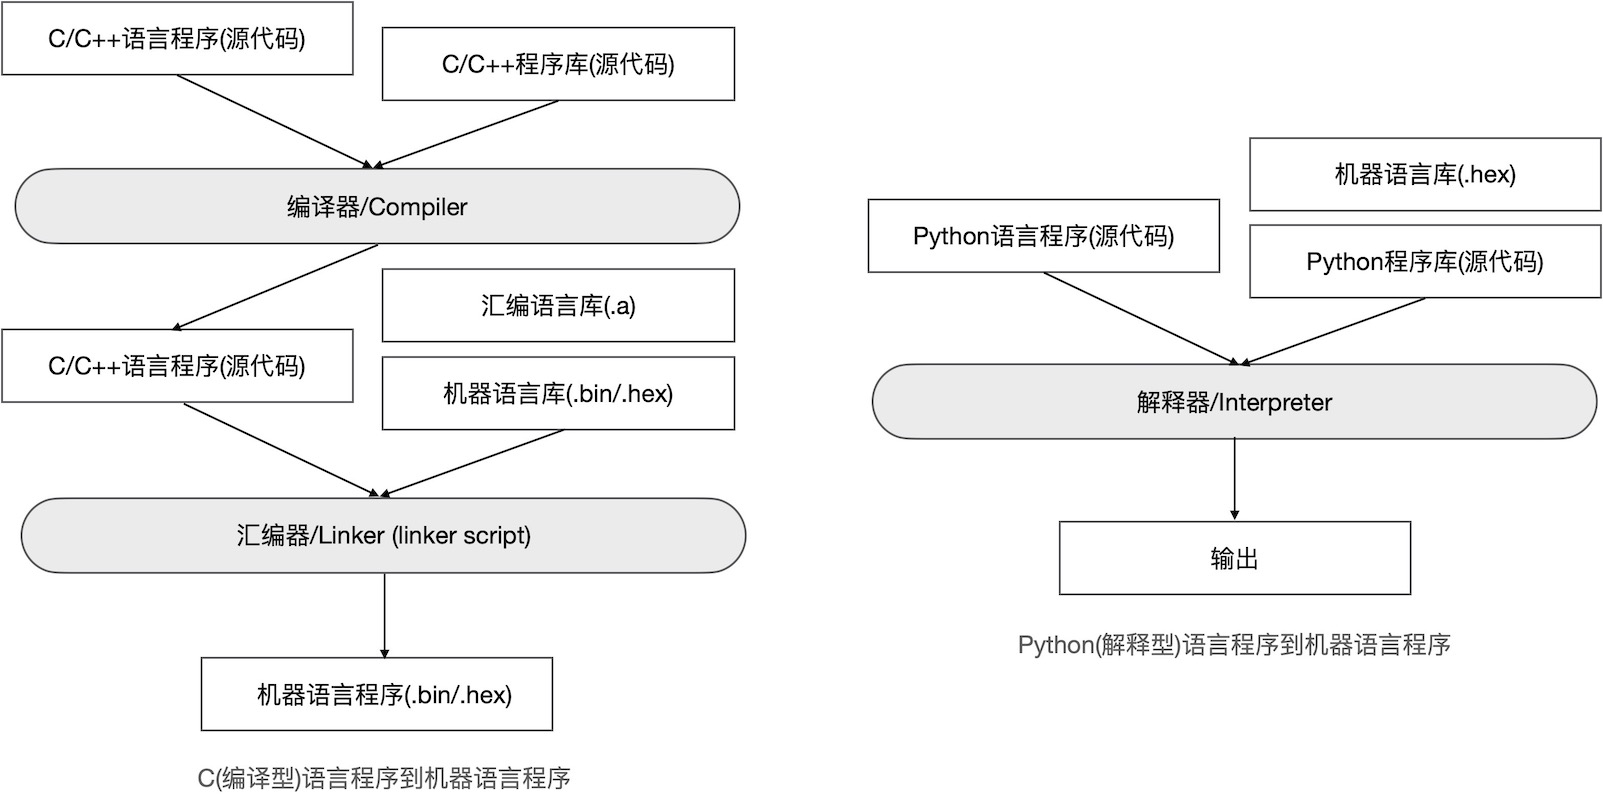 C/C++语言程序(源代码)
C/C++程序库(源代码)
编译器/Compiler
汇编语言库(.a)
C/C++语言程序(源代码)
机器语言库(.bin/.hex)
汇编器/Linker (linker script)
机器语言程序(.bin/.hex)
C(编译型)语言程序到机器语言程序
机器语言库(.hex)
Python语言程序(源代码)
Python程序库(源代码)
解释器/Interpreter
输出
Python(解释型)语言程序到机器语言程序